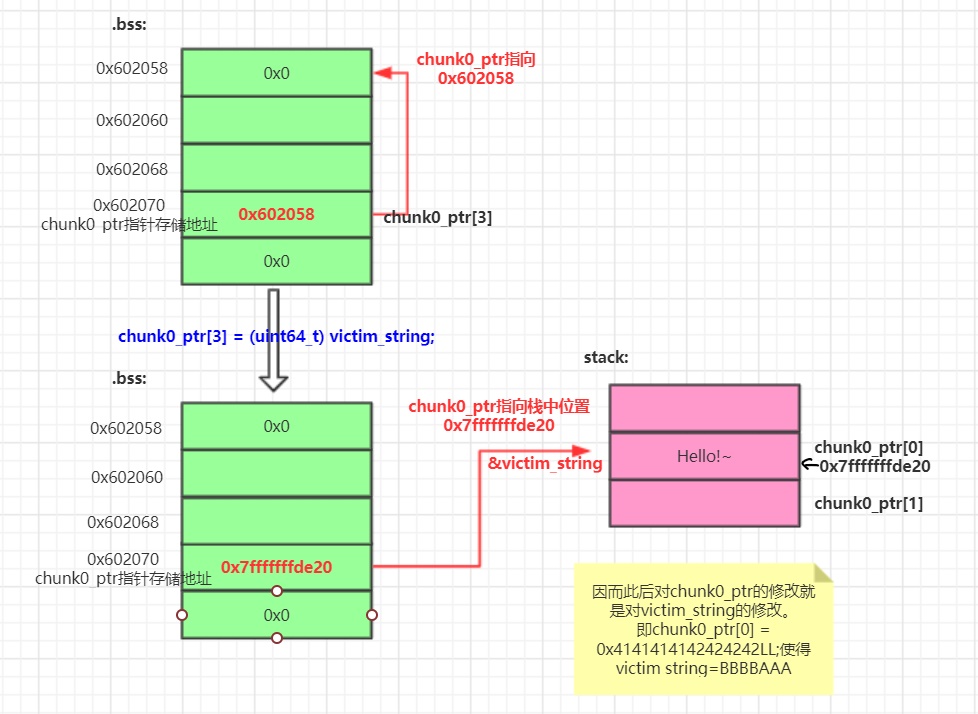 .bss:
0x602058
0x0
chunk0_ptr指向
0x602058
0x602060
0x602068
0x602070
chunk0_ptr指针存储地址
0x602058
chunk0_ptr[3]
0x0
chunk0_ptr[3] = (uint64_t) victim_string;
.bss:
stack:
0x602058
0x0
chunk0_ptr指向栈中位置
0x7fffffffde20
&victim_string
Hello!~
chunk0_ptr[0]
0x7fffffffde20
chunk0_ptr[1]
0x602060
0x602068
0x602070
chunk0_ptr指针存储地址
0x7fffffffde20
0x0
因而此后对chunk0_ptr的修改就
是对victim_string的修改。
即chunk0_ptr[0] =
0x4141414142424242LL;使得
victim string=BBBBAAA